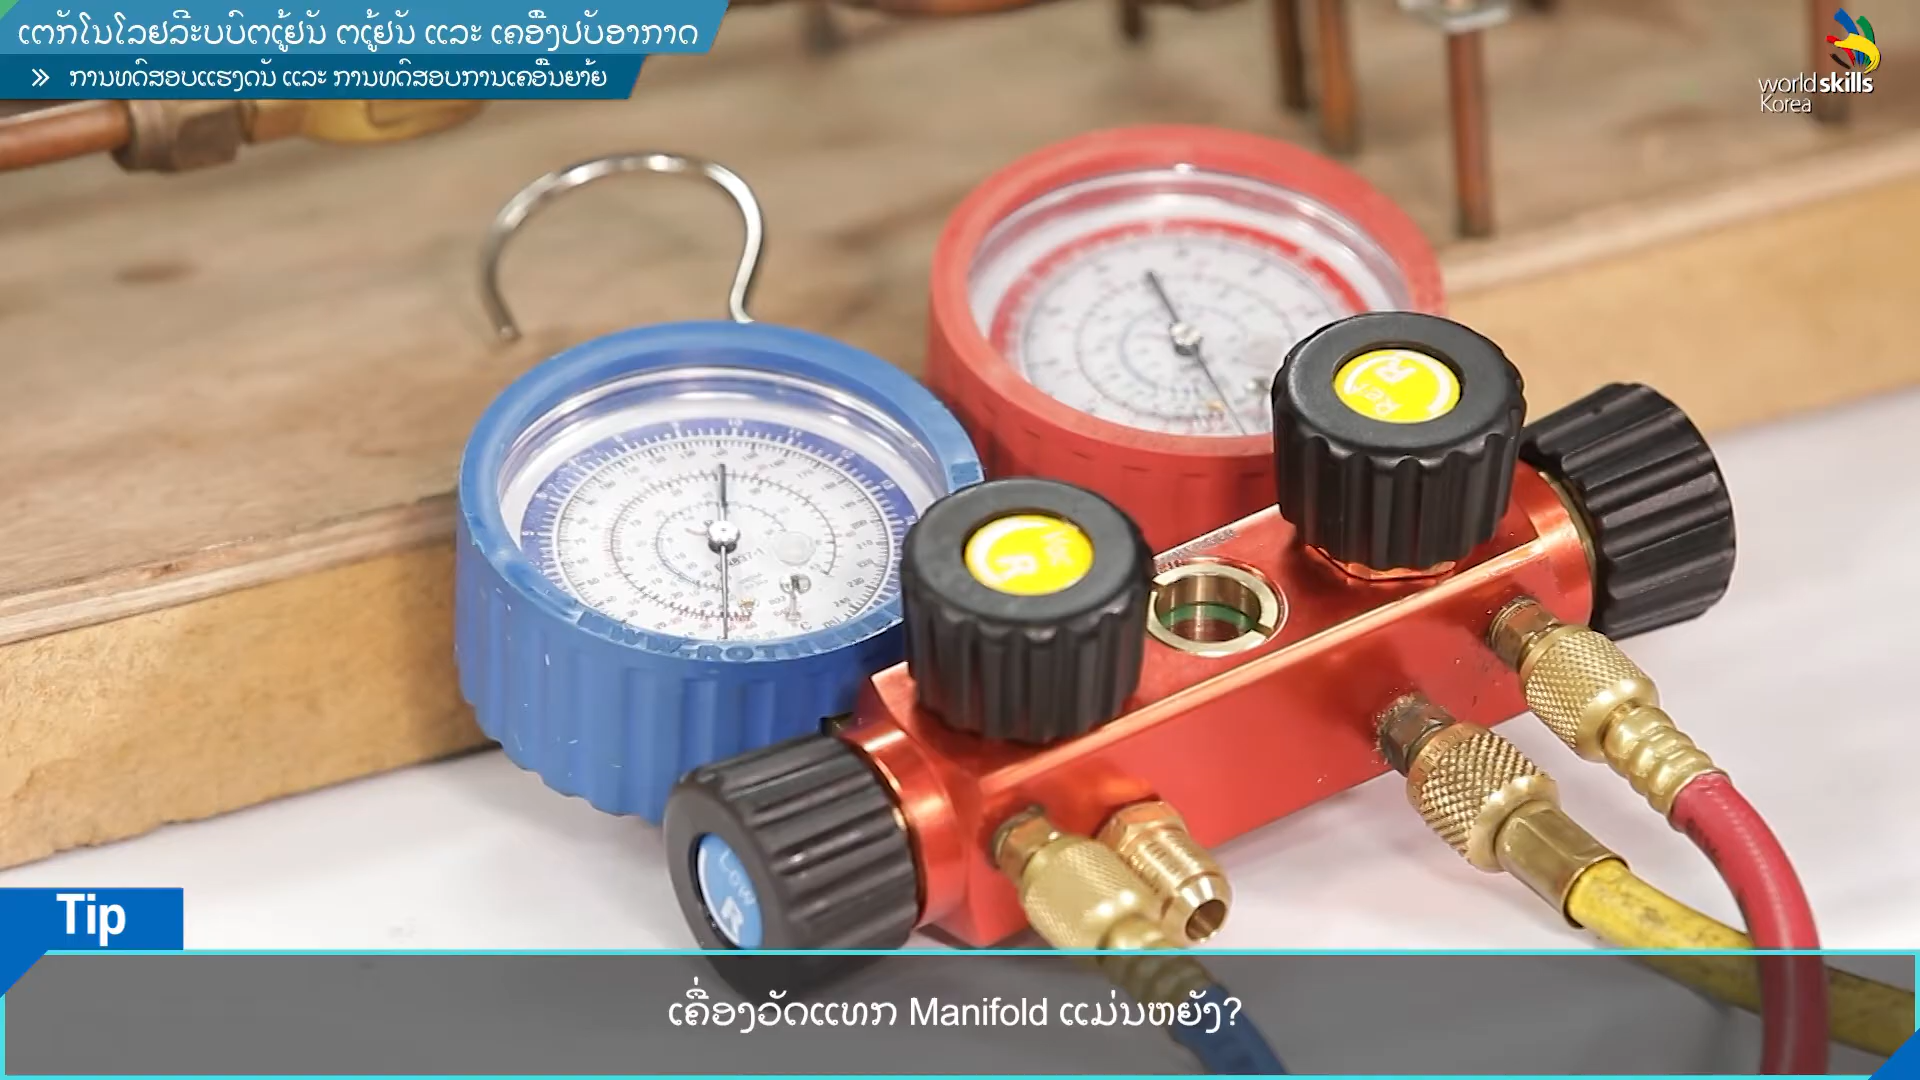 ເຕັກໂນໂລຢີລະບົບຕູ້ເຢັນ ຕູ້ເຢັນ ແລະ ເຄື່ອງປັບອາກາດ
» ການທົດສອບແຮງດັນ ແລະ ການທົດສອບການເຄື່ອນຍ້າຍ
worldskills
Korea
Ref
R
Vac
R
Low
R
Tip
ເຄື່ອງວັດແທກ Manifold ແມ່ນຫຍັງ?